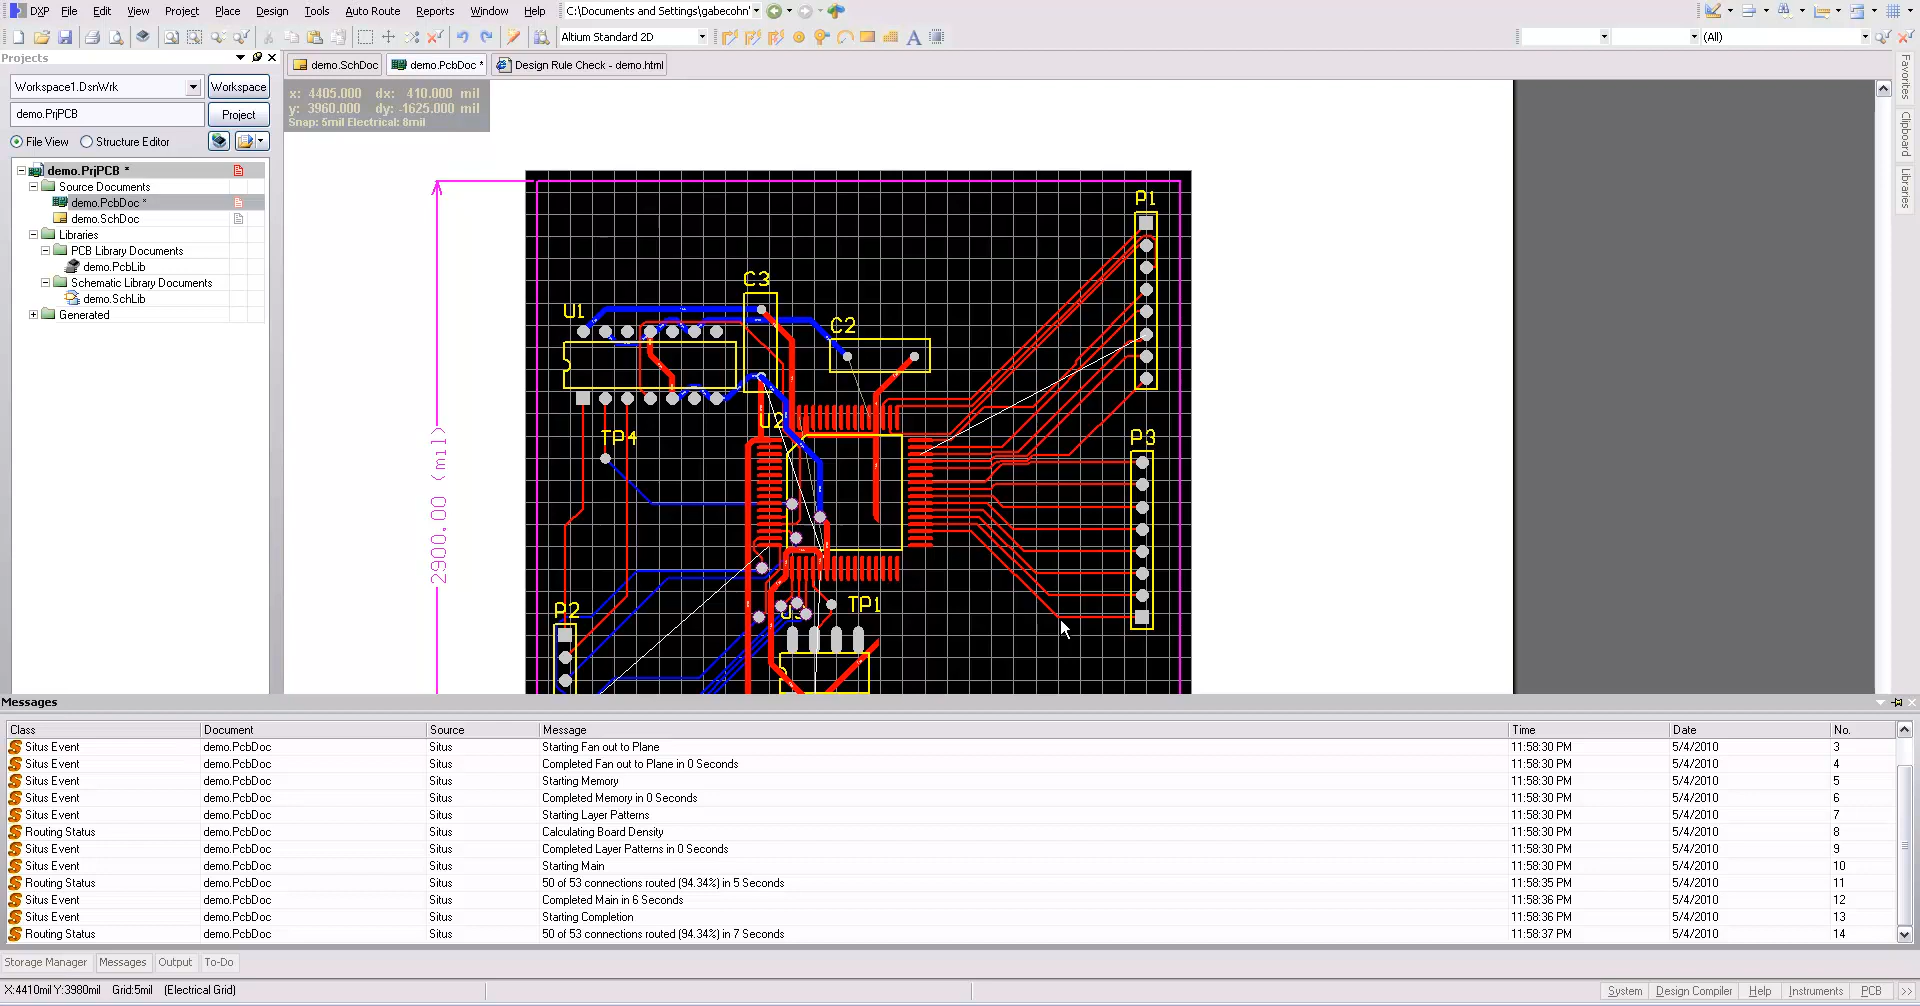 DXP File Edit View Project Place Design Tools Auto Route Reports Window Help C:\Documents and Settings\gabecohn'
Altium Standard 2D (All)
Projects
demo.SchDoc demo.PcbDoc * Design Rule Check - demo.html
Workspace1.DsnWrk Workspace
demo.PrjPCB Project
File View Structure Editor
demo.PrjPCB *
Source Documents
demo.PcbDoc *
demo.SchDoc
Libraries
PCB Library Documents
demo.PcbLib
Schematic Library Documents
demo.SchLib
Generated
x: 4405.000 dx: 410.000 mil
y: 3960.000 dy: -1625.000 mil
Snap: 5mil Electrical: 8mil
Favorites
Clipboard
Libraries
P1
C3
U1
C2
U2
TP4
P3
2900.00 (mil)
P2
TP1
Messages
Class Document Source Message Time Date No.
Situs Event demo.PcbDoc Situs Starting Fan out to Plane 11:58:30 PM 5/4/2010 3
Situs Event demo.PcbDoc Situs Completed Fan out to Plane in 0 Seconds 11:58:30 PM 5/4/2010 4
Situs Event demo.PcbDoc Situs Starting Memory 11:58:30 PM 5/4/2010 5
Situs Event demo.PcbDoc Situs Completed Memory in 0 Seconds 11:58:30 PM 5/4/2010 6
Situs Event demo.PcbDoc Situs Starting Layer Patterns 11:58:30 PM 5/4/2010 7
Routing Status demo.PcbDoc Situs Calculating Board Density 11:58:30 PM 5/4/2010 8
Situs Event demo.PcbDoc Situs Completed Layer Patterns in 0 Seconds 11:58:30 PM 5/4/2010 9
Situs Event demo.PcbDoc Situs Starting Main 11:58:30 PM 5/4/2010 10
Routing Status demo.PcbDoc Situs 50 of 53 connections routed (94.34%) in 5 Seconds 11:58:35 PM 5/4/2010 11
Situs Event demo.PcbDoc Situs Completed Main in 6 Seconds 11:58:36 PM 5/4/2010 12
Situs Event demo.PcbDoc Situs Starting Completion 11:58:36 PM 5/4/2010 13
Routing Status demo.PcbDoc Situs 50 of 53 connections routed (94.34%) in 7 Seconds 11:58:37 PM 5/4/2010 14
Storage Manager Messages Output To-Do
X:4410mil Y:3980mil Grid:5mil (Electrical Grid) System Design Compiler Help Instruments PCB >>